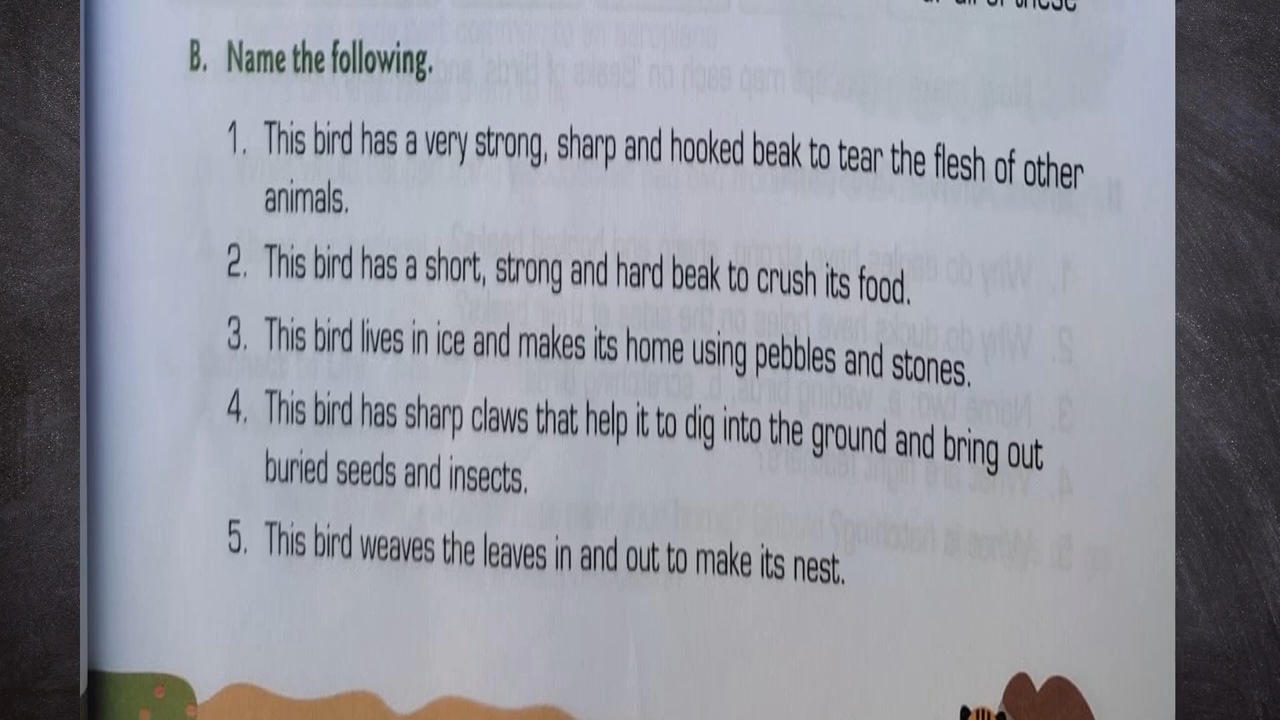 B. Name the following.
1. This bird has a very strong, sharp and hooked beak to tear the flesh of other
animals.
2. This bird has a short, strong and hard beak to crush its food.
3. This bird lives in ice and makes its home using pebbles and stones.
4. This bird has sharp claws that help it to dig into the ground and bring out
buried seeds and insects.
5. This bird weaves the leaves in and out to make its nest.